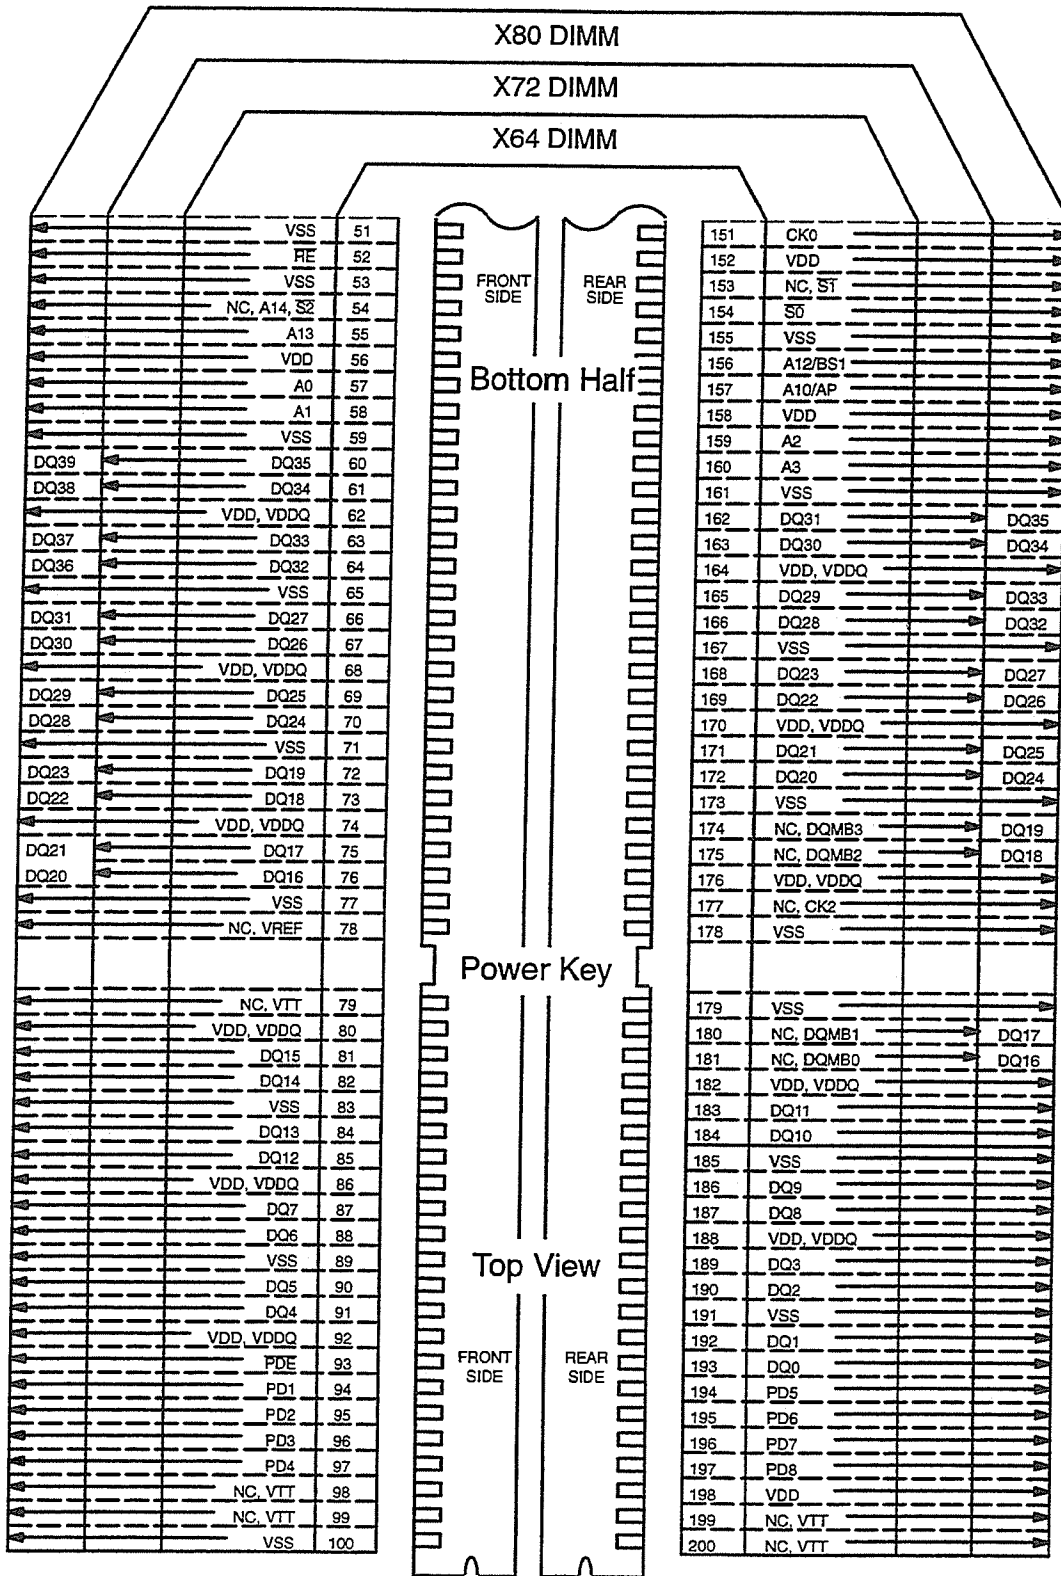 X80 DIMM
X72 DIMM
X64 DIMM
VSS 51
R̅E̅ 52
VSS 53
NC, A14, S̅2̅ 54
A13 55
VDD 56
A0 57
A1 58
VSS 59
DQ39 DQ35 60
DQ38 DQ34 61
VDD, VDDQ 62
DQ37 DQ33 63
DQ36 DQ32 64
VSS 65
DQ31 DQ27 66
DQ30 DQ26 67
VDD, VDDQ 68
DQ29 DQ25 69
DQ28 DQ24 70
VSS 71
DQ23 DQ19 72
DQ22 DQ18 73
VDD, VDDQ 74
DQ21 DQ17 75
DQ20 DQ16 76
VSS 77
NC, VREF 78
NC, VTT 79
VDD, VDDQ 80
DQ15 81
DQ14 82
VSS 83
DQ13 84
DQ12 85
VDD, VDDQ 86
DQ7 87
DQ6 88
VSS 89
DQ5 90
DQ4 91
VDD, VDDQ 92
P̅D̅E̅ 93
PD1 94
PD2 95
PD3 96
PD4 97
NC, VTT 98
NC, VTT 99
VSS 100
FRONT
SIDE
REAR
SIDE
Bottom Half
Power Key
Top View
FRONT
SIDE
REAR
SIDE
151 CK0
152 VDD
153 NC, S̅1̅
154 S̅0̅
155 VSS
156 A12/BS1
157 A10/AP
158 VDD
159 A2
160 A3
161 VSS
162 DQ31 DQ35
163 DQ30 DQ34
164 VDD, VDDQ
165 DQ29 DQ33
166 DQ28 DQ32
167 VSS
168 DQ23 DQ27
169 DQ22 DQ26
170 VDD, VDDQ
171 DQ21 DQ25
172 DQ20 DQ24
173 VSS
174 NC, DQMB3 DQ19
175 NC, DQMB2 DQ18
176 VDD, VDDQ
177 NC, CK2
178 VSS
179 VSS
180 NC, DQMB1 DQ17
181 NC, DQMB0 DQ16
182 VDD, VDDQ
183 DQ11
184 DQ10
185 VSS
186 DQ9
187 DQ8
188 VDD, VDDQ
189 DQ3
190 DQ2
191 VSS
192 DQ1
193 DQ0
194 PD5
195 PD6
196 PD7
197 PD8
198 VDD
199 NC, VTT
200 NC, VTT